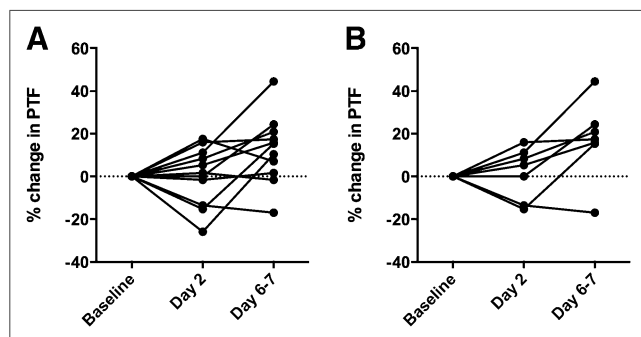 A
% change in PTF
60
40
20
0
-20
-40
Baseline
Day 2
Day 6-7
B
% change in PTF
60
40
20
0
-20
-40
Baseline
Day 2
Day 6-7